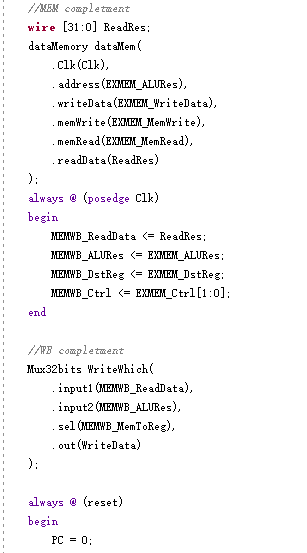 //MEM completment
wire [31:0] ReadRes;
dataMemory dataMem(
.Clk(Clk),
.address(EXMEM_ALURes),
.writeData(EXMEM_WriteData),
.memWrite(EXMEM_MemWrite),
.memRead(EXMEM_MemRead),
.readData(ReadRes)
);
always @ (posedge Clk)
begin
MEMWB_ReadData <= ReadRes;
MEMWB_ALURes <= EXMEM_ALURes;
MEMWB_DstReg <= EXMEM_DstReg;
MEMWB_Ctrl <= EXMEM_Ctrl[1:0];
end
//WB completment
Mux32bits WriteWhich(
.input1(MEMWB_ReadData),
.input2(MEMWB_ALURes),
.sel(MEMWB_MemToReg),
.out(WriteData)
);
always @ (reset)
begin
PC = 0;